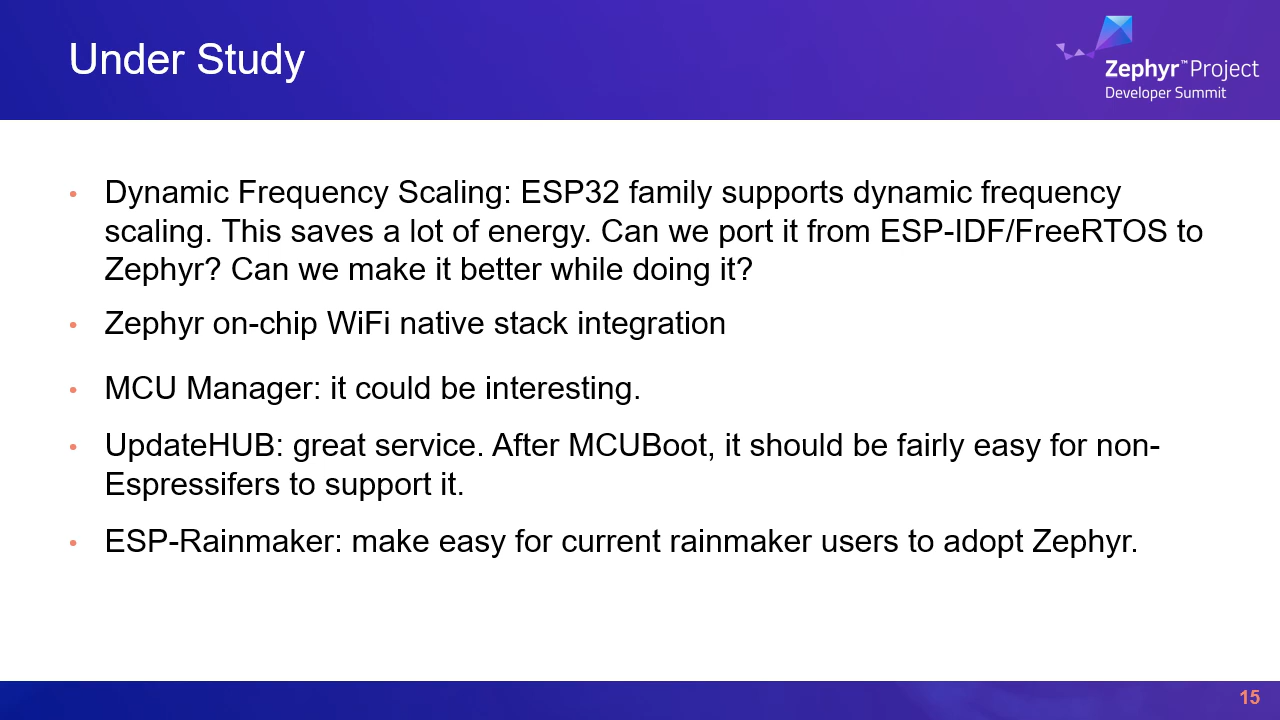 Under Study
Zephyr™Project
Developer Summit
• Dynamic Frequency Scaling: ESP32 family supports dynamic frequency
scaling. This saves a lot of energy. Can we port it from ESP-IDF/FreeRTOS to
Zephyr? Can we make it better while doing it?
• Zephyr on-chip WiFi native stack integration
• MCU Manager: it could be interesting.
• UpdateHUB: great service. After MCUBoot, it should be fairly easy for non-
Espressifers to support it.
• ESP-Rainmaker: make easy for current rainmaker users to adopt Zephyr.
15